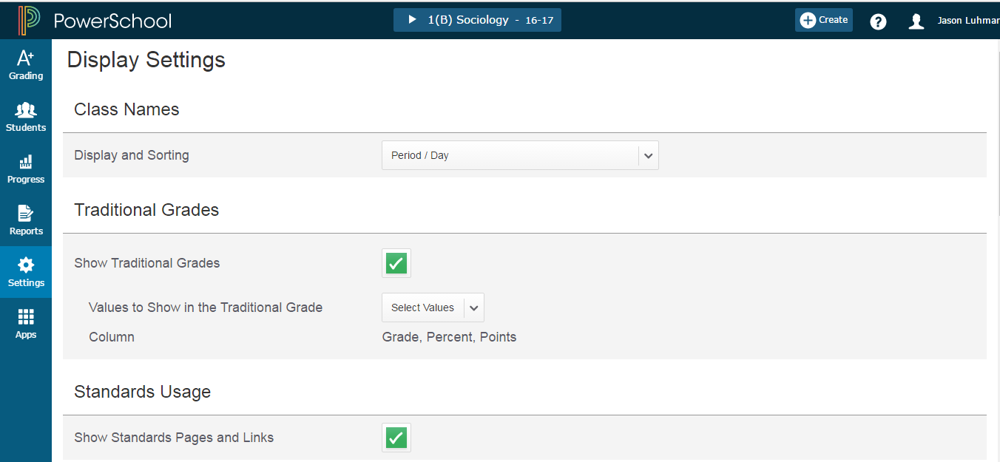 PowerSchool
1(B) Sociology - 16-17
Create
?
Jason Luhmar
A+
Grading
Students
Progress
Reports
Settings
Apps
Display Settings
Class Names
Display and Sorting
Period / Day
Traditional Grades
Show Traditional Grades
Values to Show in the Traditional Grade
Column
Select Values
Grade, Percent, Points
Standards Usage
Show Standards Pages and Links